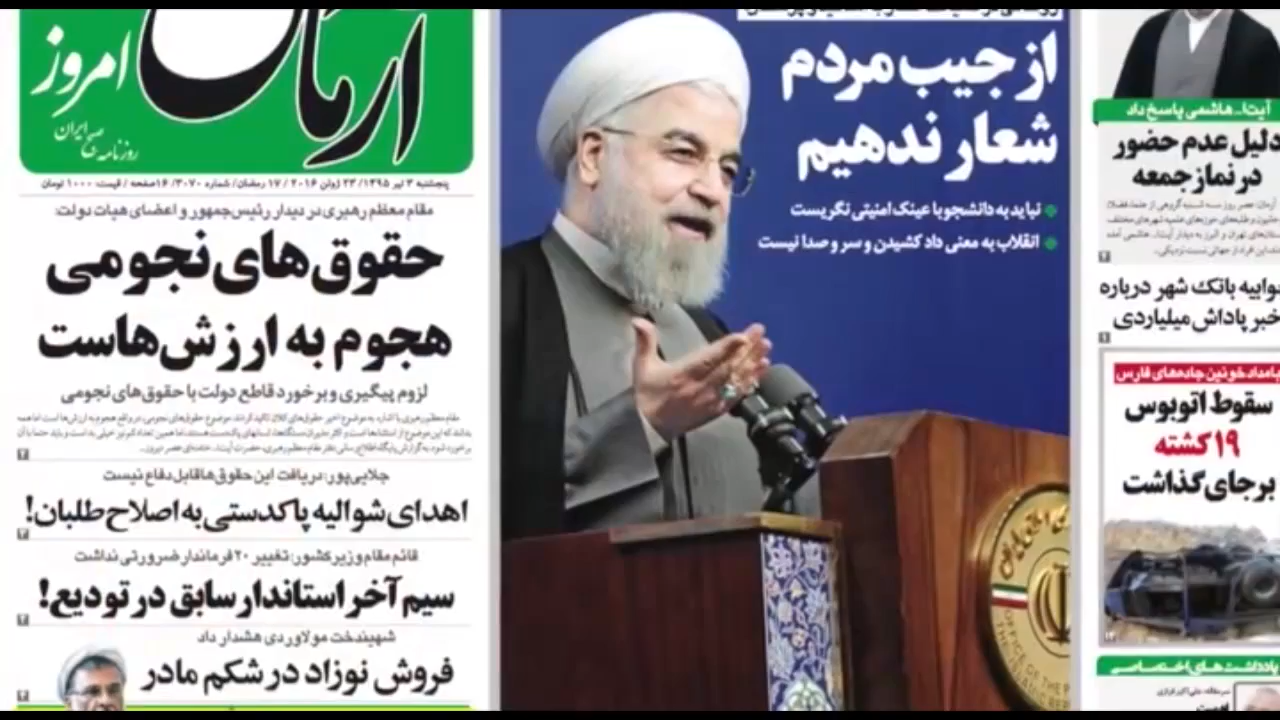 آرمان
امروز
روزنامه صبح ایران
پنجشنبه ۳ تیر ۱۳۹۵/ ۲۳ ژوئن ۲۰۱۶ / ۱۷ رمضان/ شماره ۳۰۷۰/ ۱۶صفحه / قیمت: ۱۰۰۰ تومان
مقام معظم رهبری در دیدار رئیس‌جمهور و اعضای هیات دولت:
حقوق‌های نجومی
هجوم به ارزش‌هاست
لزوم پیگیری و برخورد قاطع دولت با حقوق‌های نجومی
جلایی‌پور: دریافت این حقوق‌ها قابل دفاع نیست
اهدای شوالیه پاکدستی به اصلاح‌طلبان!
قائم مقام وزیر کشور: تغییر ۲۰ فرماندار ضرورتی نداشت
سیم آخر استاندار سابق در تودیع!
شهیندخت مولاوردی هشدار داد
فروش نوزاد در شکم مادر
از جیب مردم
شعار ندهیم
نباید به دانشجو با عینک امنیتی نگریست
انقلاب به معنی داد کشیدن و سر و صدا نیست
آیت‌ا... هاشمی پاسخ داد
دلیل عدم حضور
در نماز جمعه
جوابیه بانک شهر درباره
خبر پاداش میلیاردی
بامداد خونین جاده‌های فارس
سقوط اتوبوس
۱۹ کشته
برجای گذاشت
یادداشت‌های اختصاصی
سرمقاله: علی‌اکبر فرازی